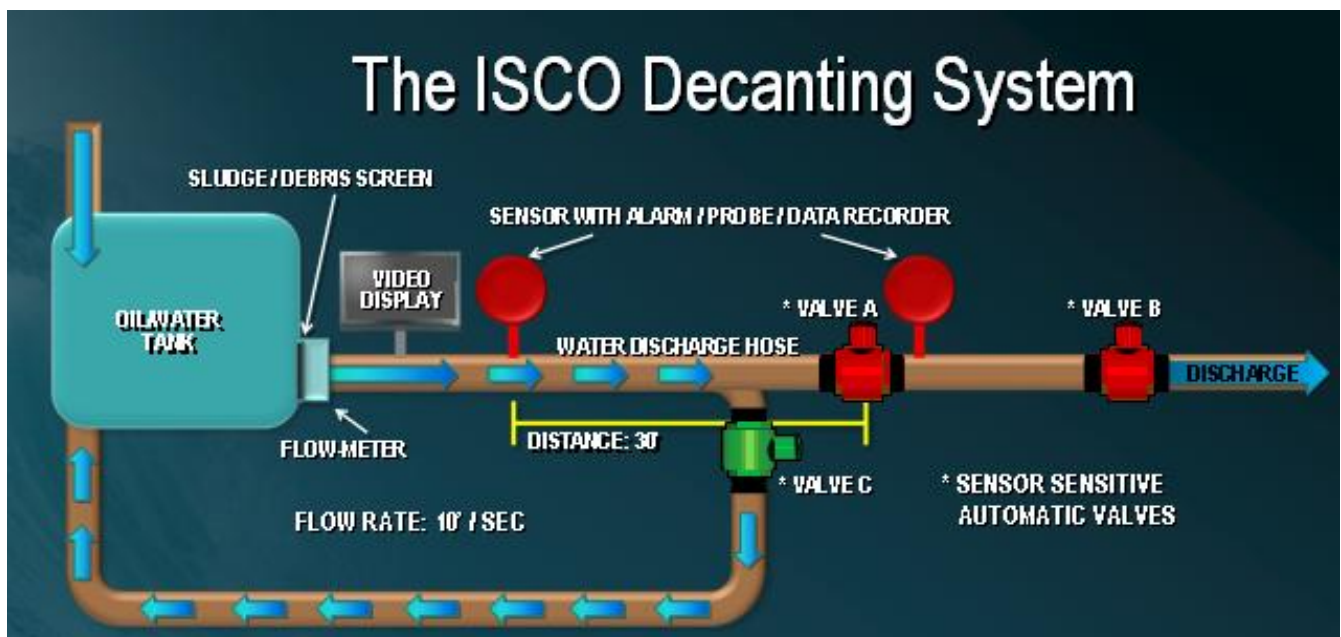 The ISCO Decanting System
SLUDGE / DEBRIS SCREEN
SENSOR WITH ALARM / PROBE / DATA RECORDER
VIDEO
DISPLAY
* VALVE A
* VALVE B
OIL/WATER
TANK
WATER DISCHARGE HOSE
DISCHARGE
FLOW-METER
DISTANCE: 30'
* VALVE C
* SENSOR SENSITIVE
AUTOMATIC VALVES
FLOW RATE: 10' / SEC